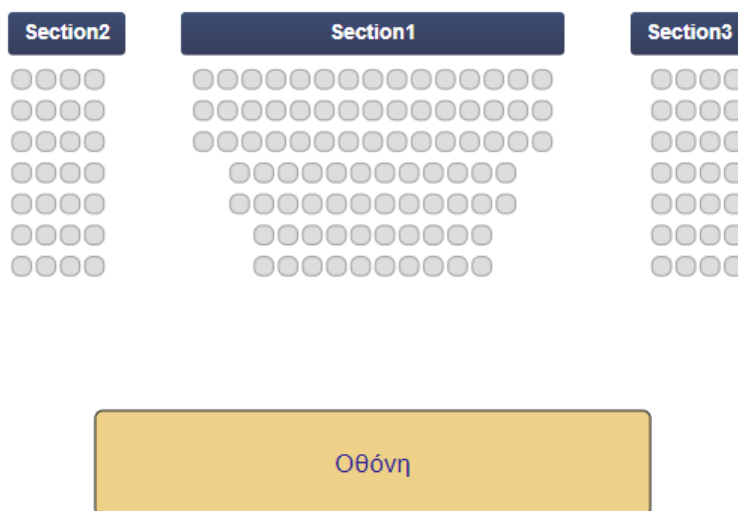 Section2
Section1
Section3
Οθόνη